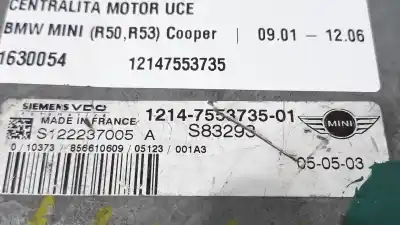 CENTRALITA MOTOR UCE
BMW MINI (R50,R53) Cooper 09.01 – 12.06
1630054 12147553735
SIEMENS VDO
MADE IN FRANCE
1214-7553735-01
S122237005 A S83293
MINI
0/10373/856610609/05123/001A3
05-05-03